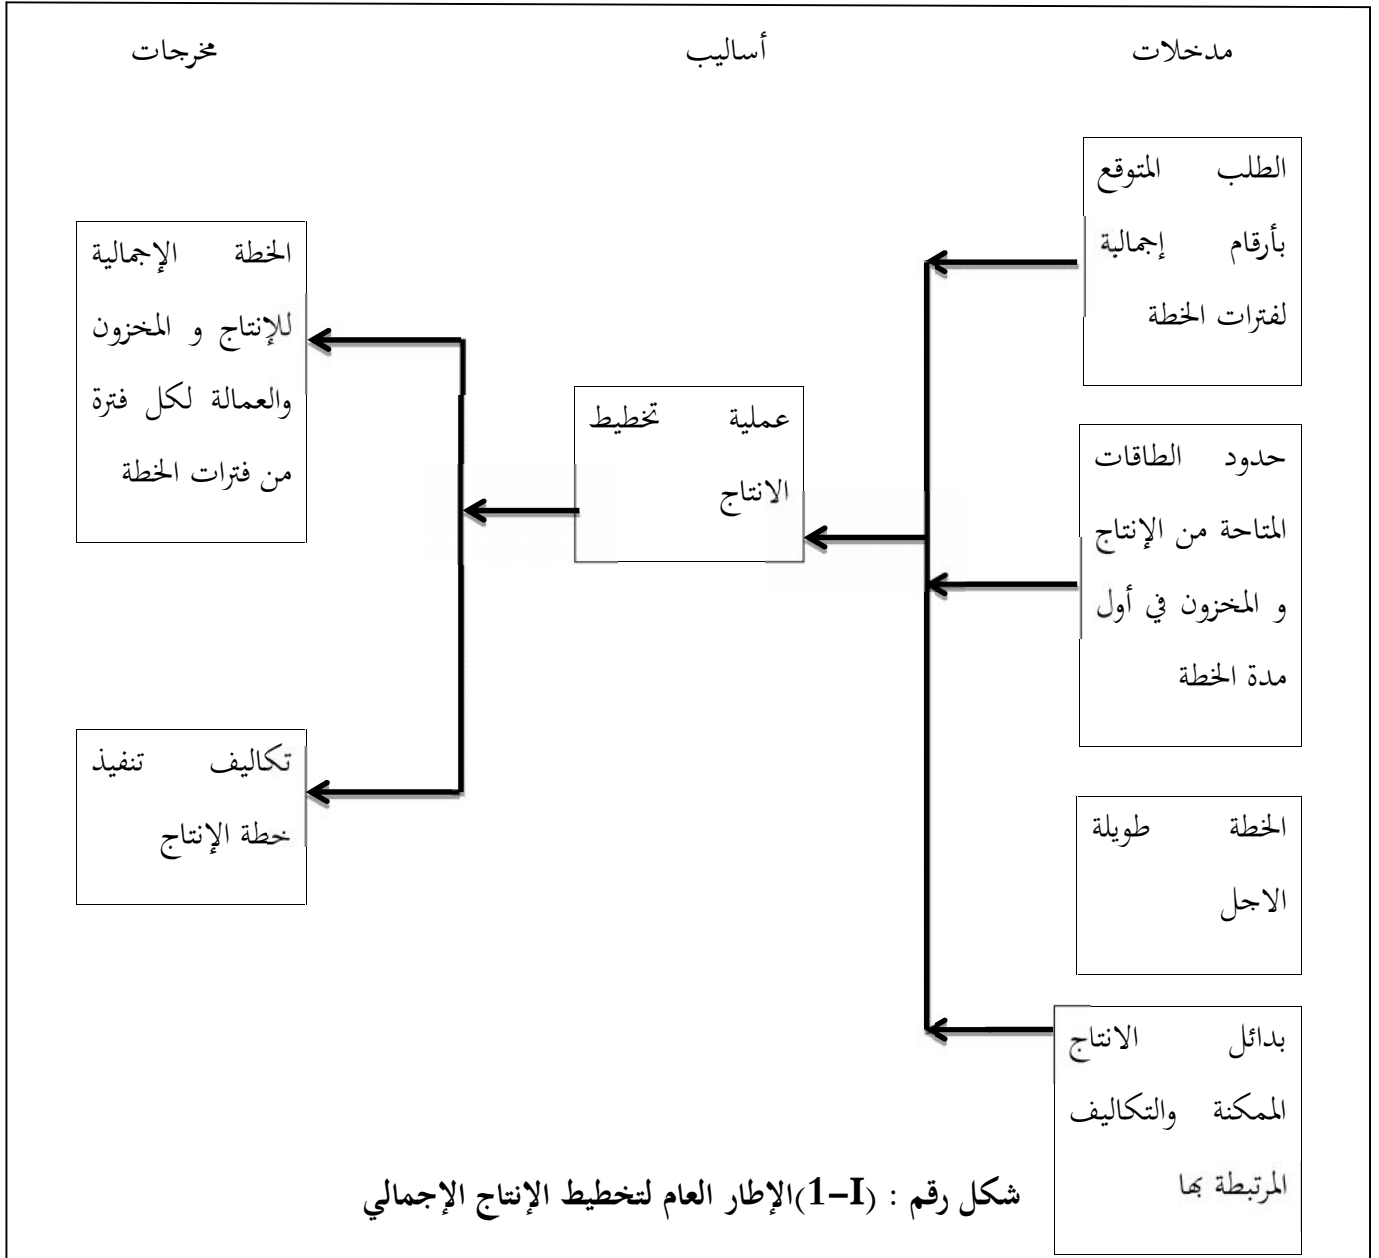 مدخلات
أساليب
مخرجات
الطلب المتوقع
بأرقام إجمالية
لفترات الخطة
حدود الطاقات
المتاحة من الإنتاج
و المخزون في أول
مدة الخطة
الخطة طويلة
الاجل
بدائل الانتاج
الممكنة والتكاليف
المرتبطة بها
عملية تخطيط
الانتاج
الخطة الإجمالية
للإنتاج و المخزون
والعمالة لكل فترة
من فترات الخطة
تكاليف تنفيذ
خطة الإنتاج
شكل رقم : (1-I)الإطار العام لتخطيط الإنتاج الإجمالي